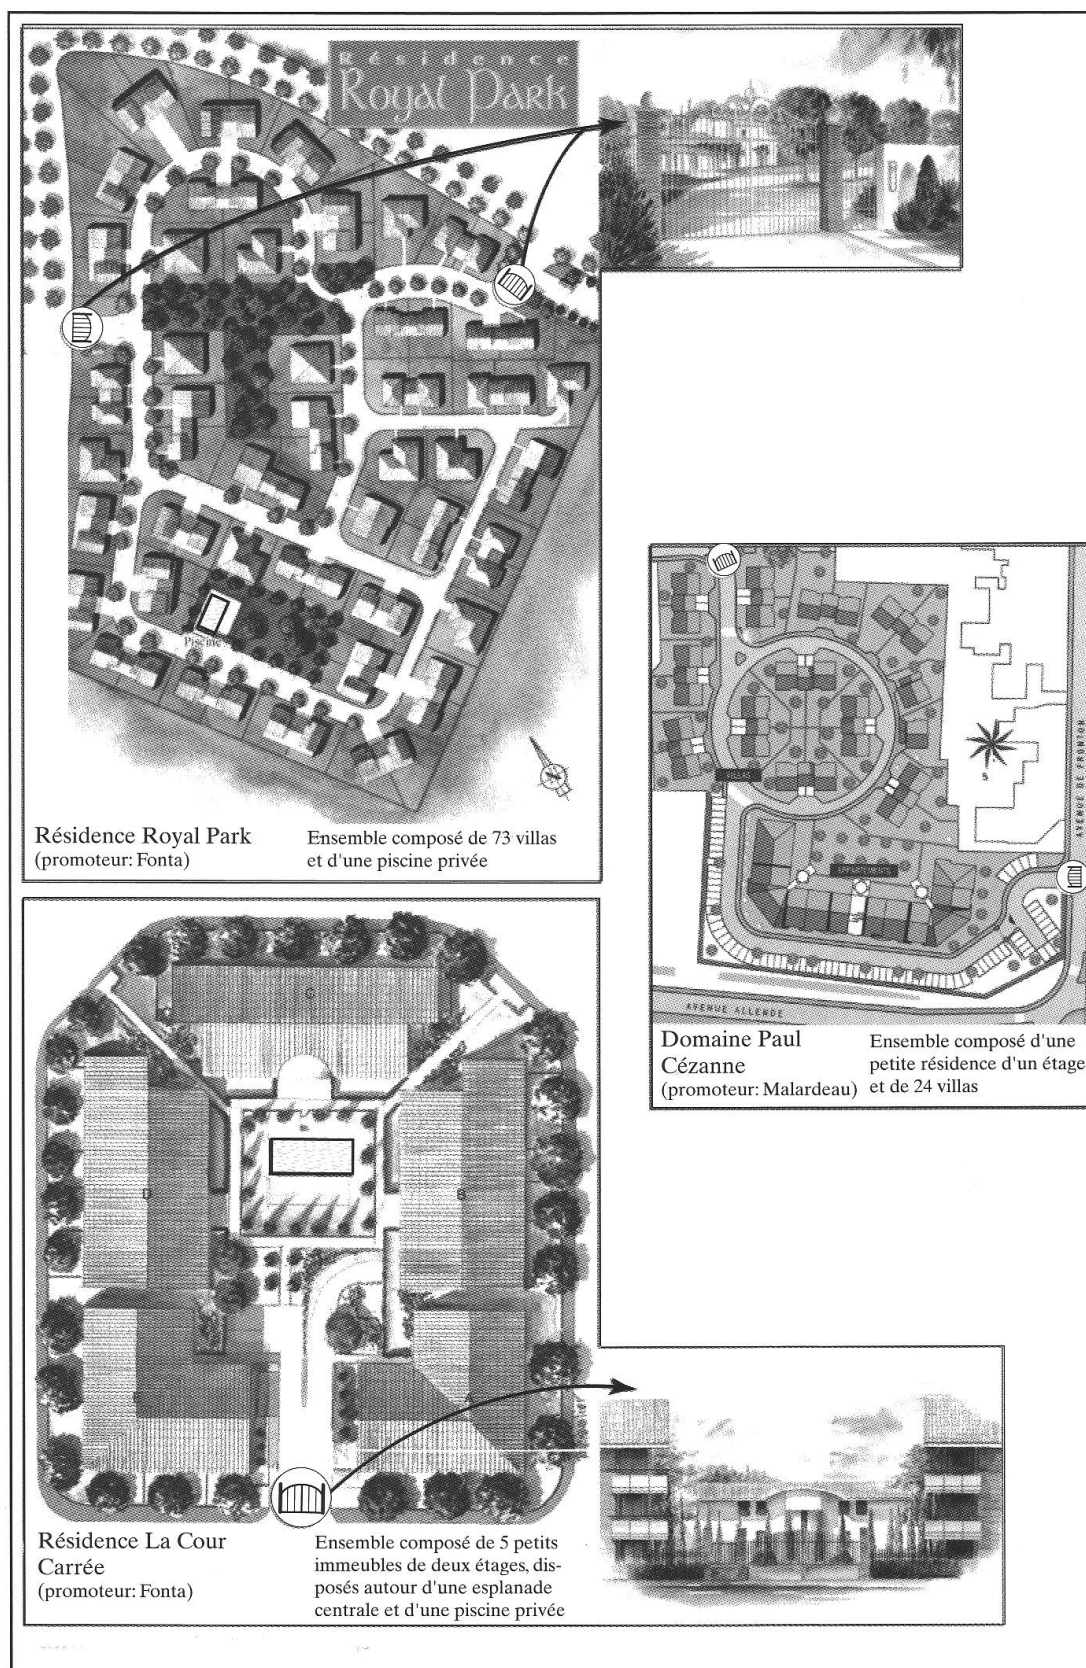 Résidence
Royal Park
Piscine
N
Résidence Royal Park
(promoteur: Fonta)
Ensemble composé de 73 villas
et d'une piscine privée
VILLAS
APPARTEMENTS
5
AVENUE DE FRONTON
AVENUE ALLENDE
Domaine Paul
Cézanne
(promoteur: Malardeau)
Ensemble composé d'une
petite résidence d'un étage
et de 24 villas
C
D
B
Résidence La Cour
Carrée
(promoteur: Fonta)
Ensemble composé de 5 petits
immeubles de deux étages, dis-
posés autour d'une esplanade
centrale et d'une piscine privée